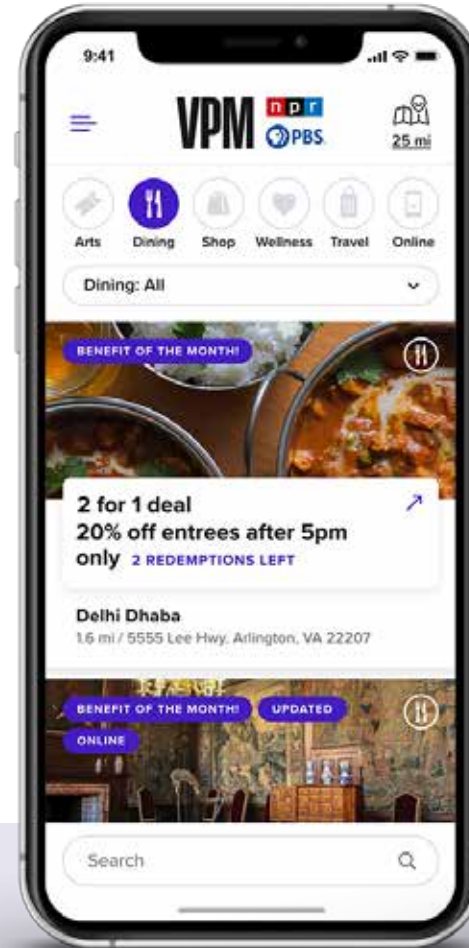 9:41
VPM npr
PBS
25 mi
Arts Dining Shop Wellness Travel Online
Dining: All
BENEFIT OF THE MONTH!
2 for 1 deal
20% off entrees after 5pm
only 2 REDEMPTIONS LEFT
Delhi Dhaba
1.6 mi / 5555 Lee Hwy. Arlington, VA 22207
BENEFIT OF THE MONTH! UPDATED
ONLINE
Search